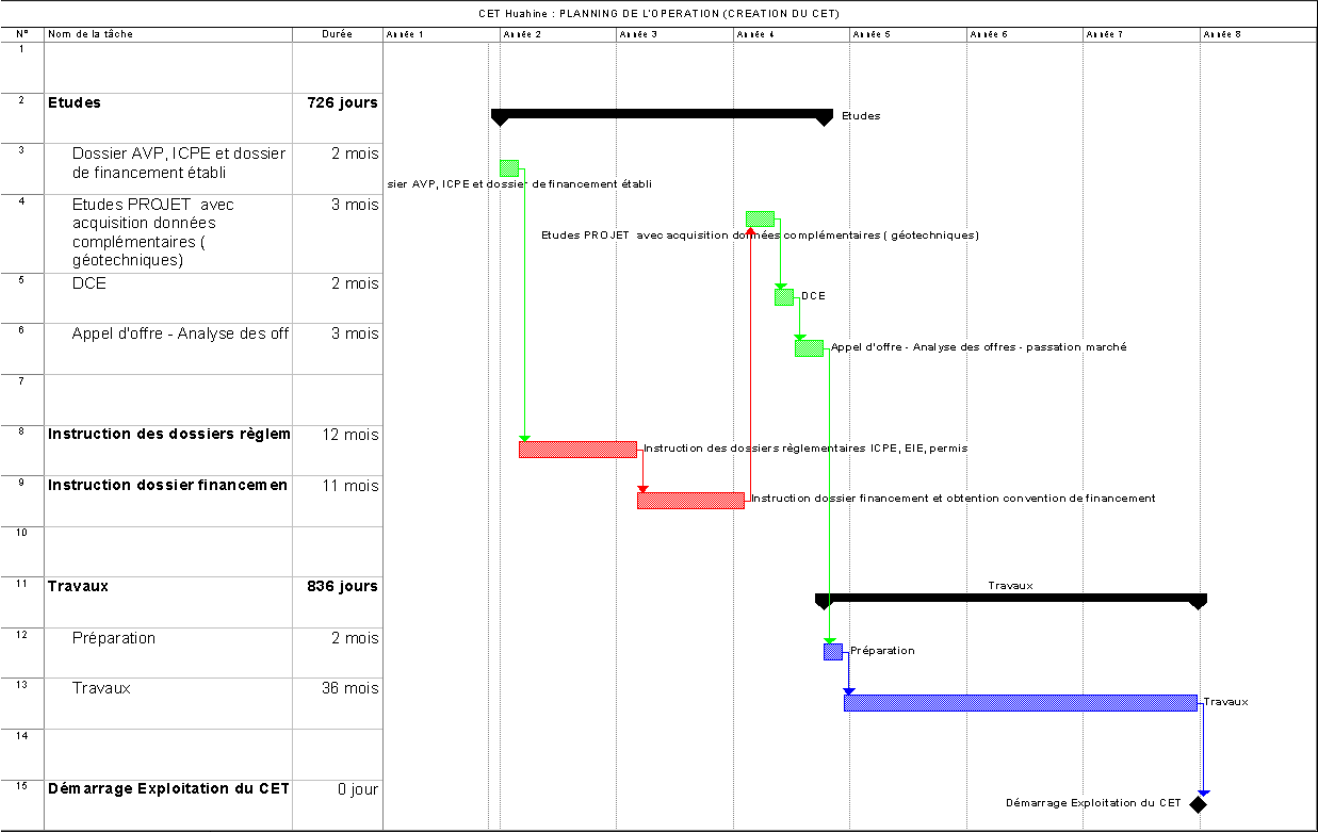 CET Huahine : PLANNING DE L'OPERATION (CREATION DU CET)
N° Nom de la tâche Durée Année 1 Année 2 Année 3 Année 4 Année 5 Année 6 Année 7 Année 8
1
2 Etudes 726 jours
Etudes
3 Dossier AVP, ICPE et dossier 2 mois
de financement établi
sier AVP, ICPE et dossier de financement établi
4 Etudes PROJET avec 3 mois
acquisition données
complémentaires (
géotechniques)
Etudes PROJET avec acquisition données complémentaires ( géotechniques)
5 DCE 2 mois
DCE
6 Appel d'offre - Analyse des off 3 mois
Appel d'offre - Analyse des offres - passation marché
7
8 Instruction des dossiers règlem 12 mois
Instruction des dossiers règlementaires ICPE, EIE, permis
9 Instruction dossier financemen 11 mois
Instruction dossier financement et obtention convention de financement
10
11 Travaux 836 jours
Travaux
12 Préparation 2 mois
Préparation
13 Travaux 36 mois
Travaux
14
15 Démarrage Exploitation du CET 0 jour
Démarrage Exploitation du CET